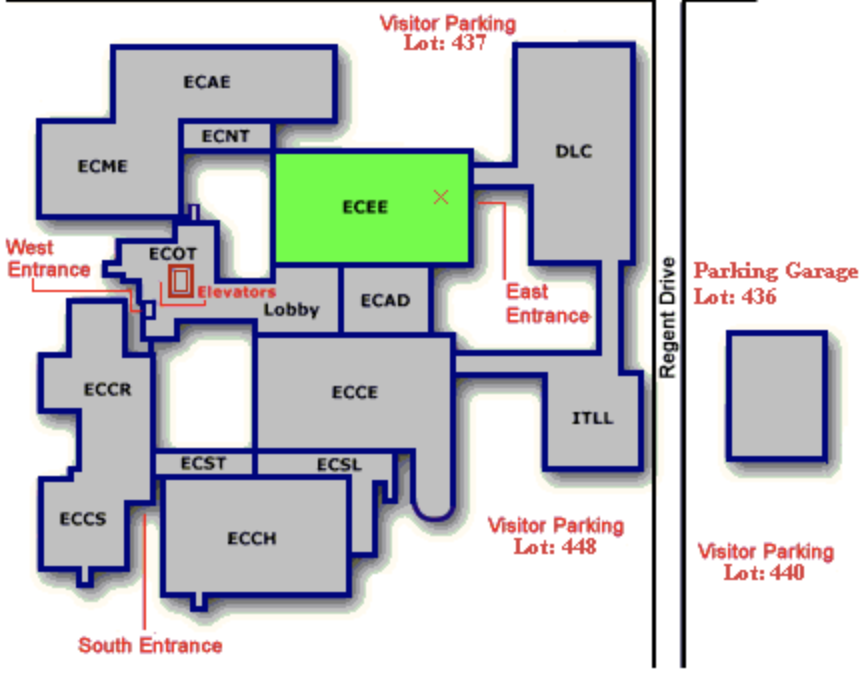 Visitor Parking
Lot: 437
ECAE
ECNT
DLC
ECME
ECEE
West
Entrance
ECOT
Elevators
Lobby
ECAD
East
Entrance
Regent Drive
Parking Garage
Lot: 436
ECCR
ECCE
ITLL
ECST
ECSL
ECCS
ECCH
Visitor Parking
Lot: 448
Visitor Parking
Lot: 440
South Entrance